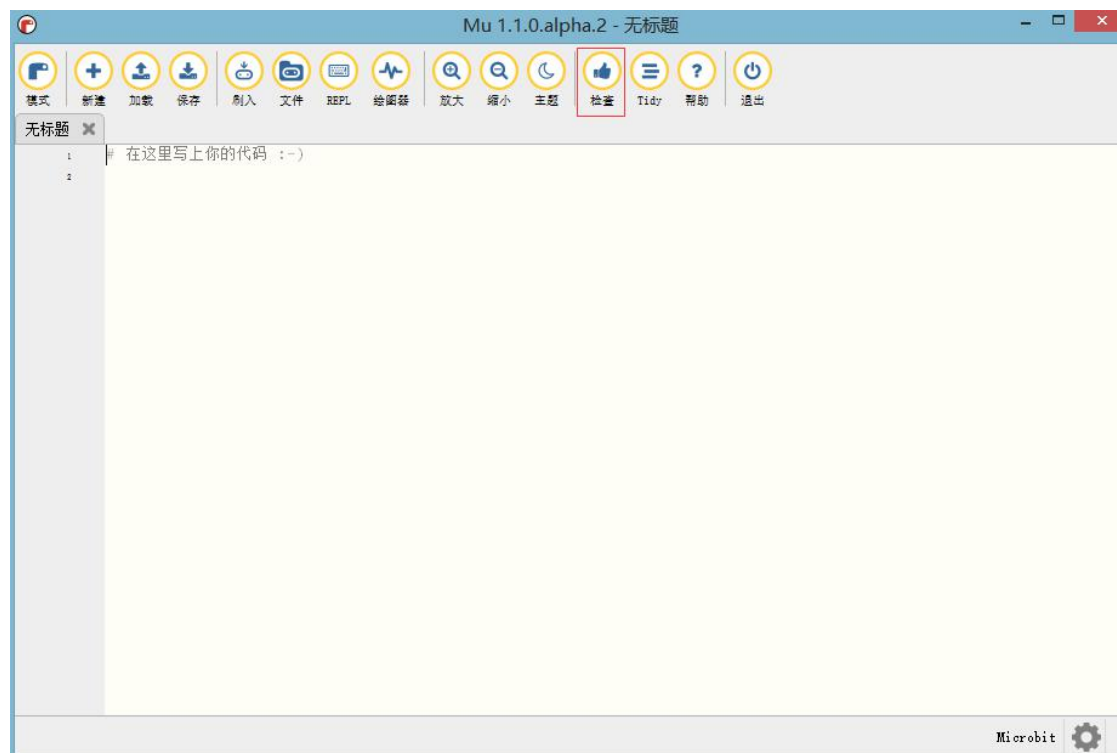 Mu 1.1.0.alpha.2 - 无标题
模式 新建 加载 保存 刷入 文件 REPL 绘图器 放大 缩小 主题 检查 Tidy 帮助 退出
无标题
1 # 在这里写上你的代码 :-)
2
Microbit